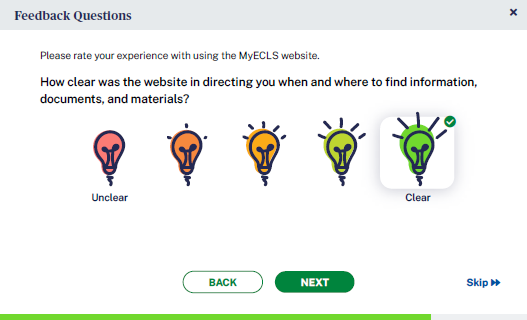 Feedback Questions
Please rate your experience with using the MyECLS website.
How clear was the website in directing you when and where to find information,
documents, and materials?
Unclear
Clear
BACK
NEXT
Skip